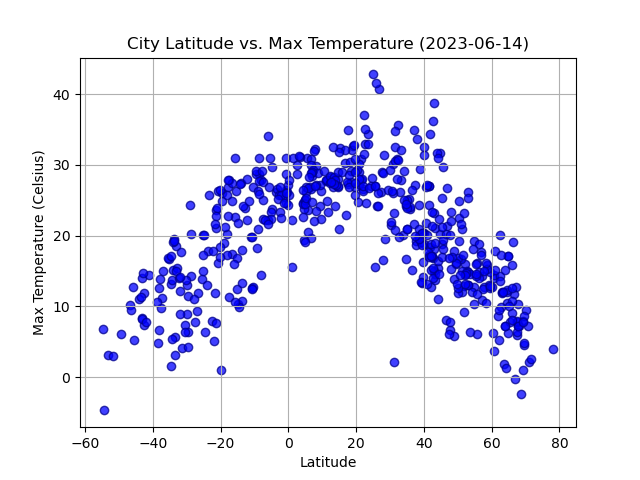 City Latitude vs. Max Temperature (2023-06-14)
Max Temperature (Celsius)
40
30
20
10
0
−60 −40 −20 0 20 40 60 80
Latitude